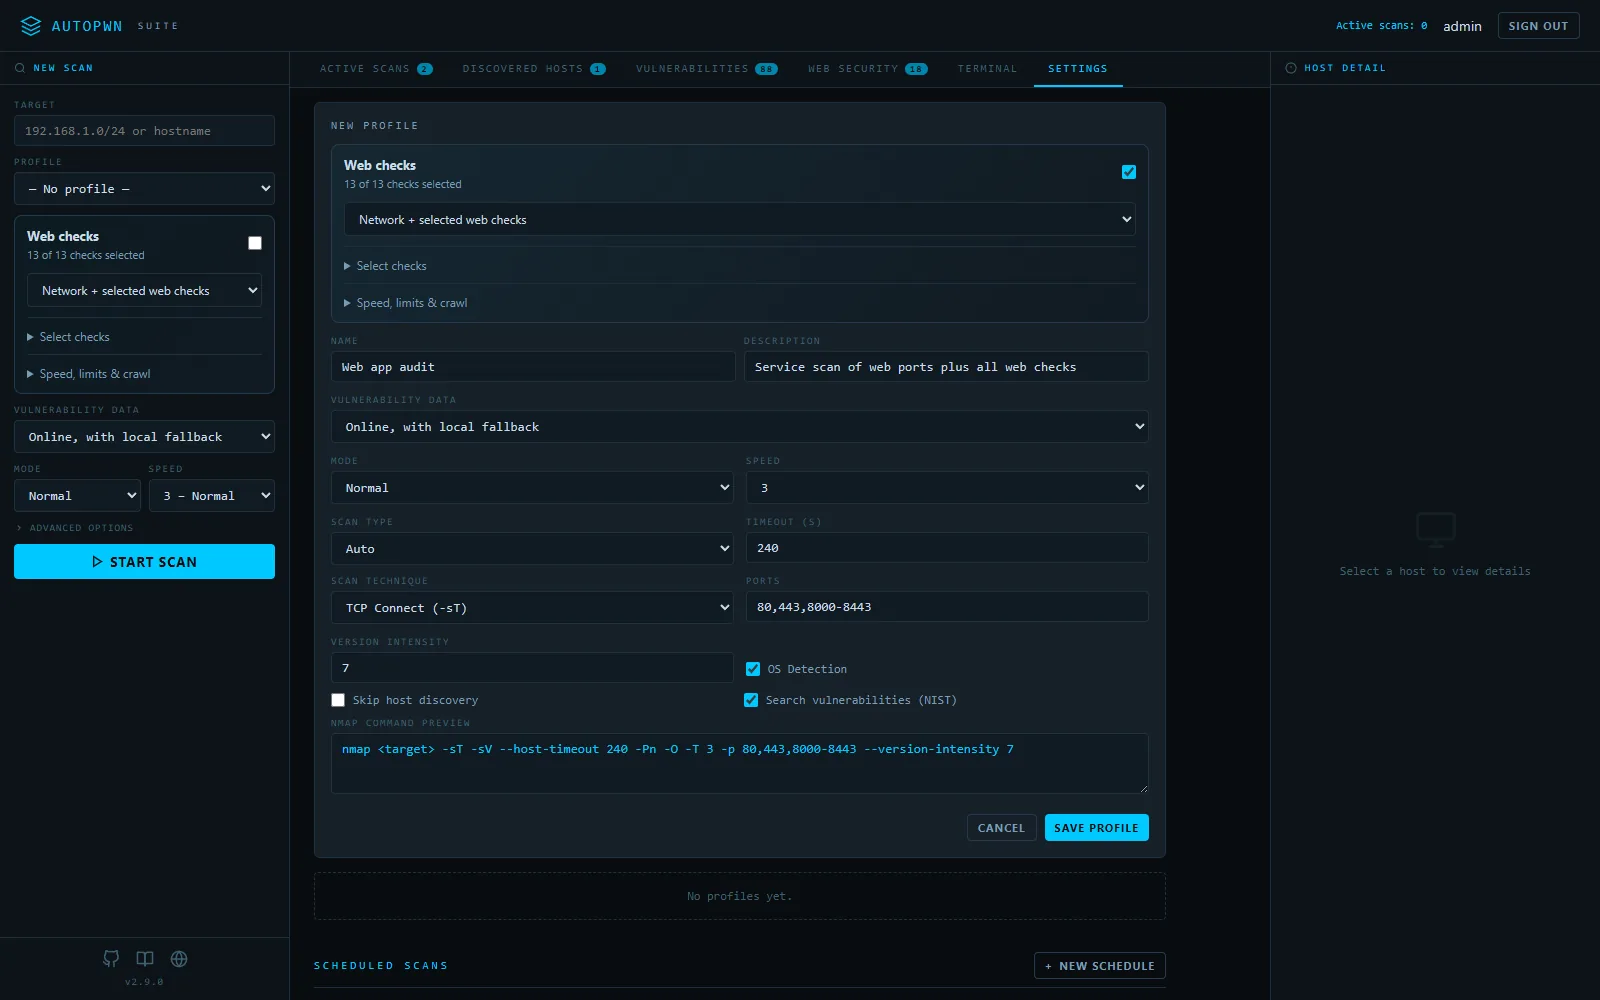 AUTOPWN SUITE
Active scans: 0
admin
SIGN OUT
NEW SCAN
TARGET
192.168.1.0/24 or hostname
PROFILE
— No profile —
Web checks
13 of 13 checks selected
Network + selected web checks
Select checks
Speed, limits & crawl
VULNERABILITY DATA
Online, with local fallback
MODE
SPEED
Normal
3 – Normal
ADVANCED OPTIONS
START SCAN
v2.9.0
ACTIVE SCANS 2
DISCOVERED HOSTS 1
VULNERABILITIES 88
WEB SECURITY 18
TERMINAL
SETTINGS
NEW PROFILE
Web checks
13 of 13 checks selected
Network + selected web checks
Select checks
Speed, limits & crawl
NAME
DESCRIPTION
Web app audit
Service scan of web ports plus all web checks
VULNERABILITY DATA
Online, with local fallback
MODE
SPEED
Normal
3
SCAN TYPE
TIMEOUT (S)
Auto
240
SCAN TECHNIQUE
PORTS
TCP Connect (-sT)
80,443,8000-8443
VERSION INTENSITY
7
OS Detection
Skip host discovery
Search vulnerabilities (NIST)
NMAP COMMAND PREVIEW
nmap <target> -sT -sV --host-timeout 240 -Pn -O -T 3 -p 80,443,8000-8443 --version-intensity 7
CANCEL
SAVE PROFILE
No profiles yet.
SCHEDULED SCANS
+ NEW SCHEDULE
HOST DETAIL
Select a host to view details